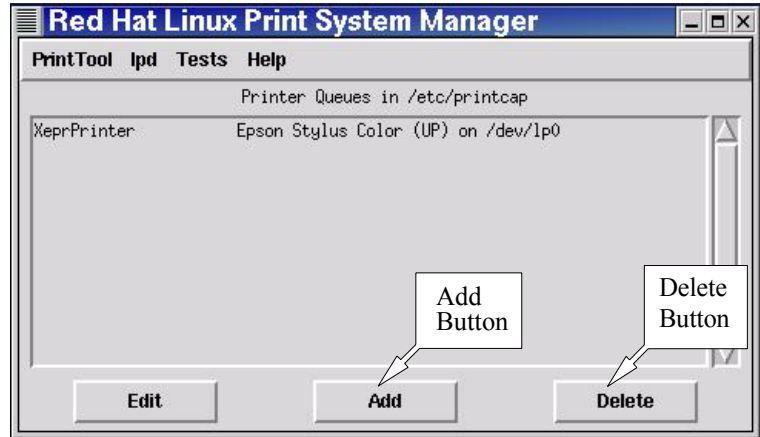 Red Hat Linux Print System Manager
PrintTool lpd Tests Help
Printer Queues in /etc/printcap
XeprPrinter Epson Stylus Color (UP) on /dev/lp0
Add
Button
Delete
Button
Edit Add Delete